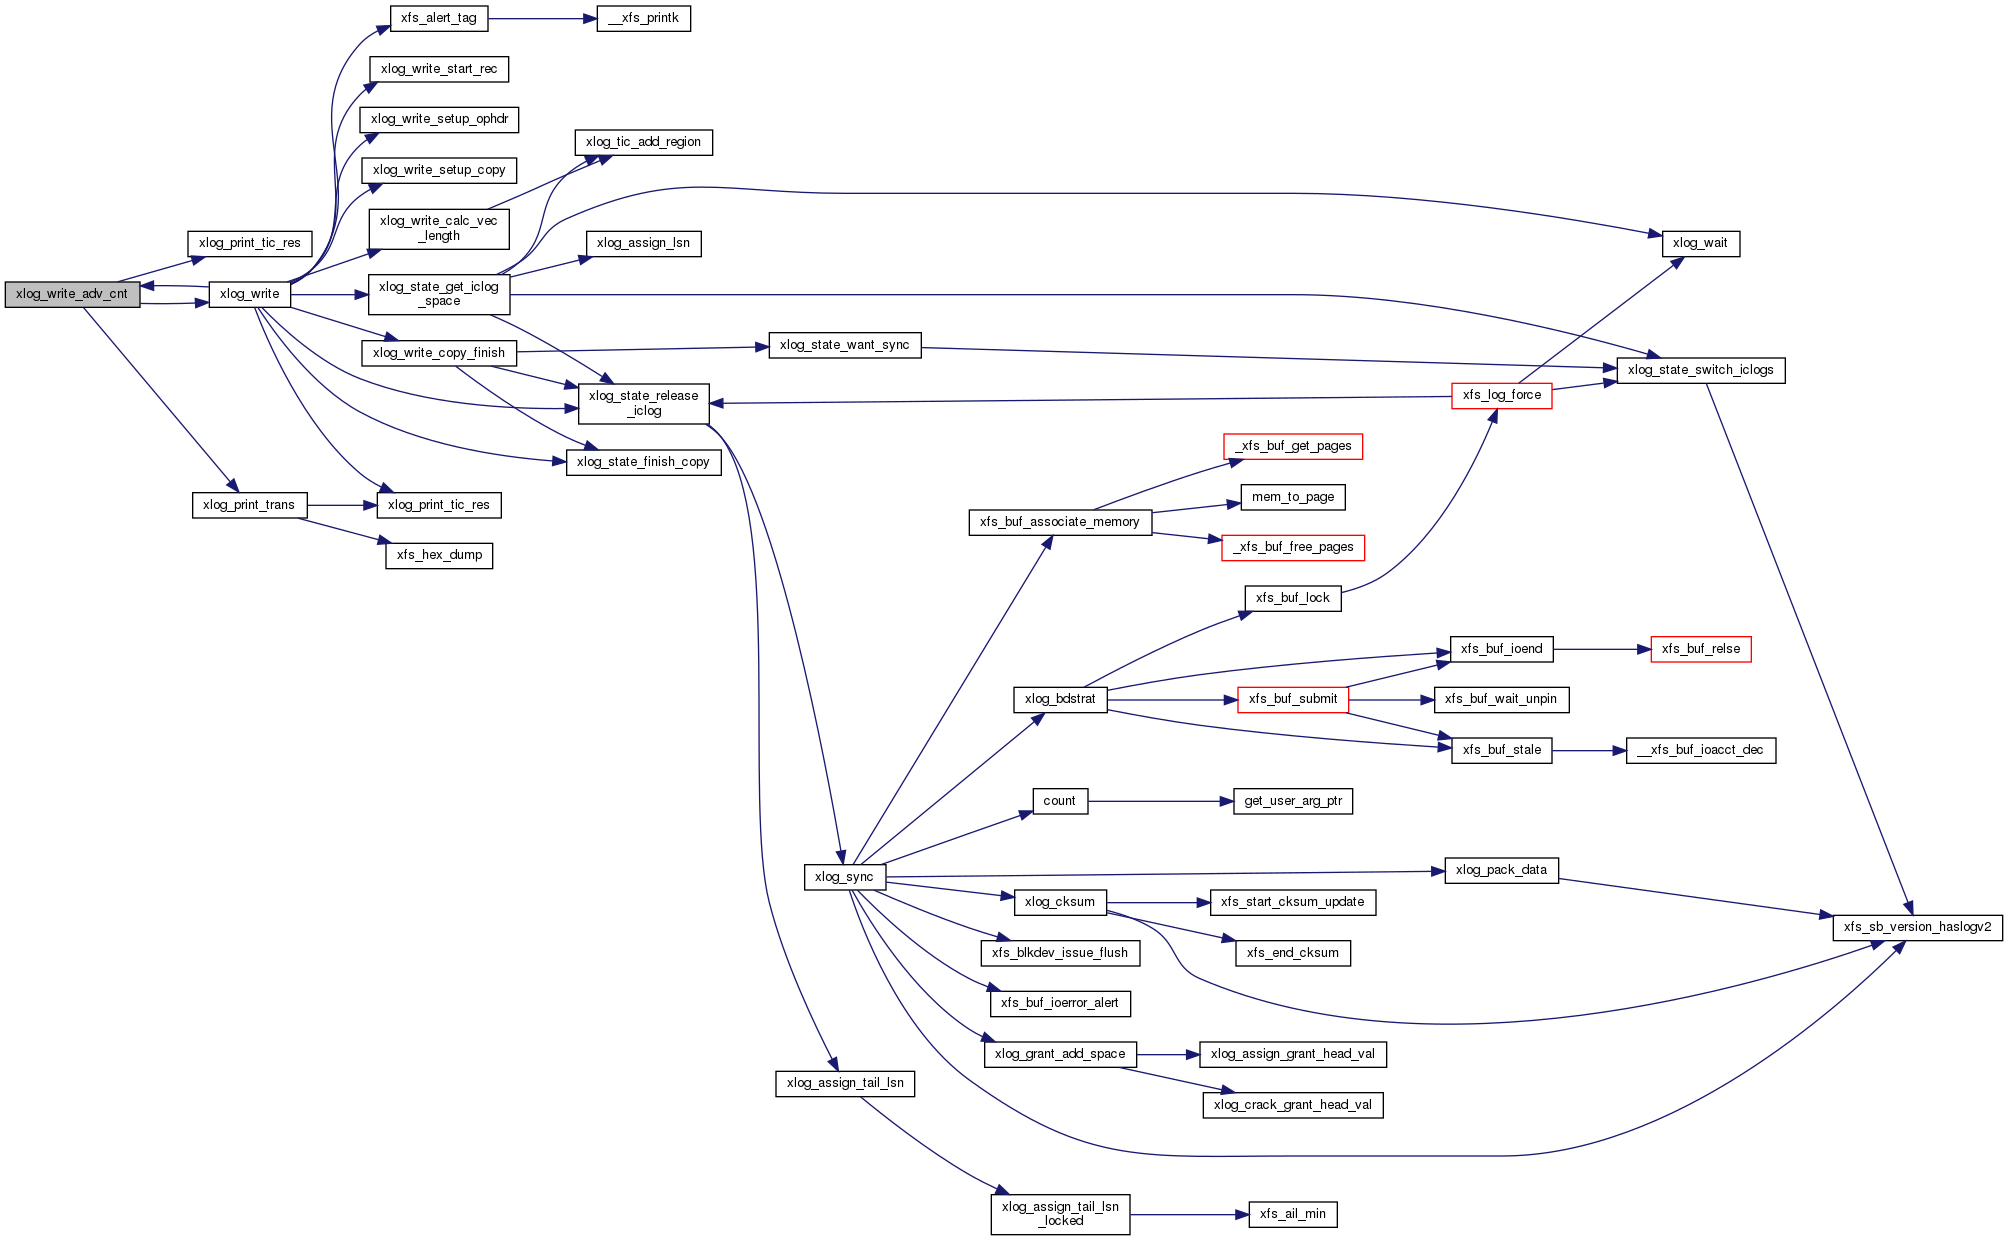 xfs_alert_tag
__xfs_printk
xlog_write_start_rec
xlog_write_setup_ophdr
xlog_tic_add_region
xlog_write_setup_copy
xlog_write_calc_vec
_length
xlog_print_tic_res
xlog_assign_lsn
xlog_wait
xlog_write_adv_cnt
xlog_write
xlog_state_get_iclog
_space
xlog_write_copy_finish
xlog_state_want_sync
xlog_state_switch_iclogs
xlog_state_release
_iclog
xfs_log_force
_xfs_buf_get_pages
xlog_state_finish_copy
xlog_print_trans
xlog_print_tic_res
mem_to_page
xfs_buf_associate_memory
_xfs_buf_free_pages
xfs_hex_dump
xfs_buf_lock
xfs_buf_ioend
xfs_buf_relse
xlog_bdstrat
xfs_buf_submit
xfs_buf_wait_unpin
xfs_buf_stale
__xfs_buf_ioacct_dec
count
get_user_arg_ptr
xlog_sync
xlog_pack_data
xlog_cksum
xfs_start_cksum_update
xfs_sb_version_haslogv2
xfs_blkdev_issue_flush
xfs_end_cksum
xfs_buf_ioerror_alert
xlog_grant_add_space
xlog_assign_grant_head_val
xlog_assign_tail_lsn
xlog_crack_grant_head_val
xlog_assign_tail_lsn
_locked
xfs_ail_min